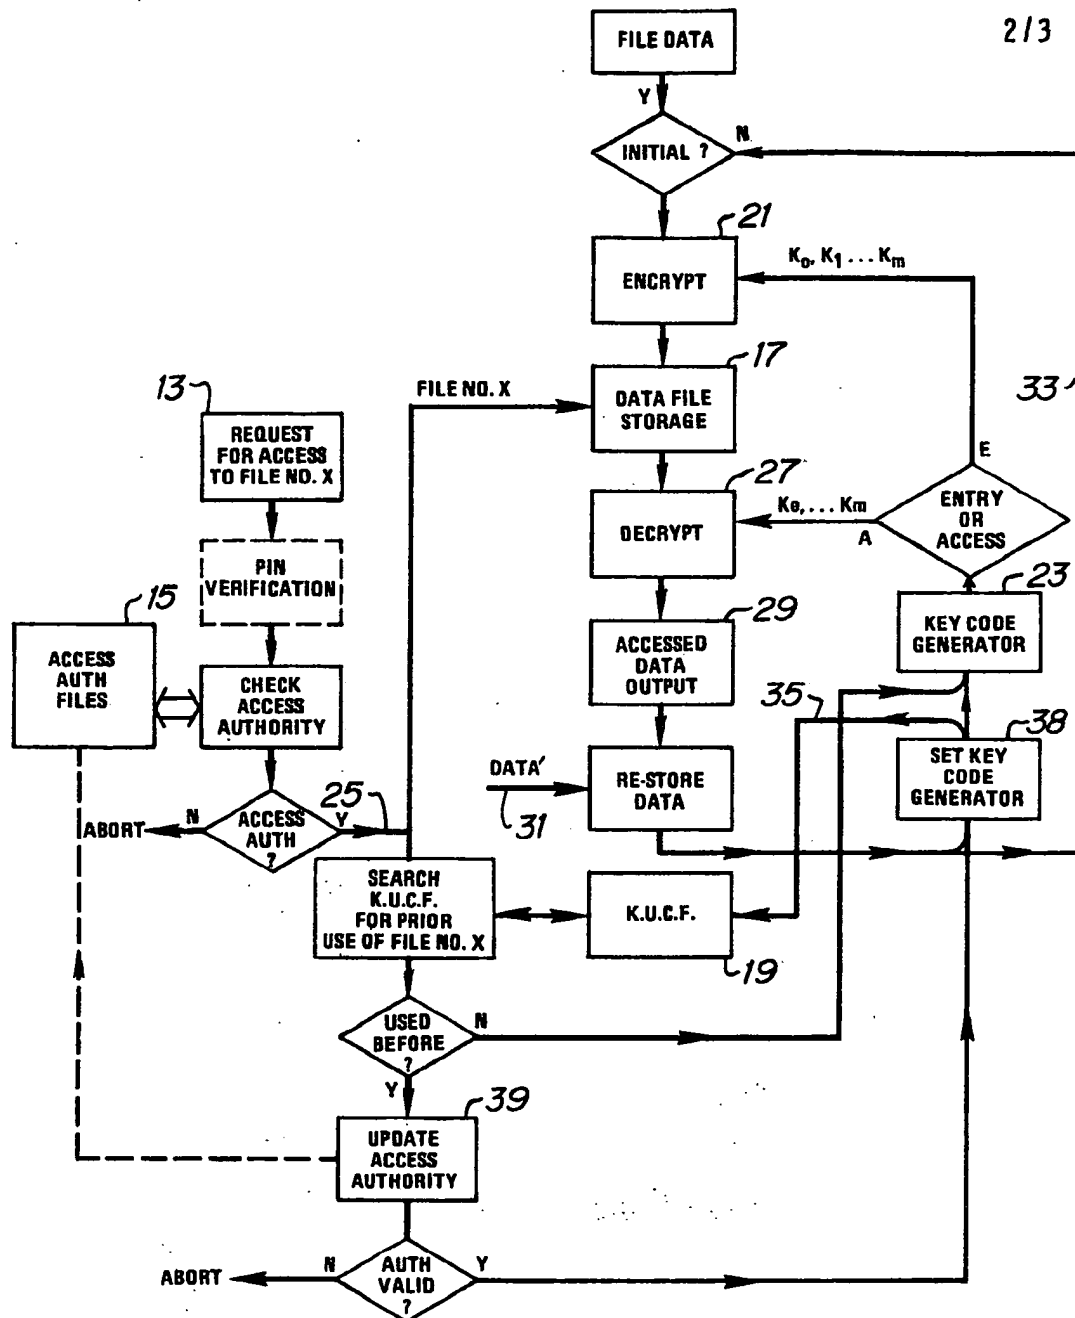 2/3
FILE DATA
Y
INITIAL ?
N
21
ENCRYPT
K₀, K₁ ... Kₘ
17
DATA FILE
STORAGE
FILE NO. X
13
REQUEST
FOR ACCESS
TO FILE NO. X
33
E
ENTRY
OR
ACCESS
A
Ke, ... Km
27
DECRYPT
PIN
VERIFICATION
15
ACCESS
AUTH
FILES
CHECK
ACCESS
AUTHORITY
29
ACCESSED
DATA
OUTPUT
23
KEY CODE
GENERATOR
35
38
SET KEY
CODE
GENERATOR
DATA'
31
RE-STORE
DATA
ABORT
N
ACCESS
AUTH
?
Y
25
SEARCH
K.U.C.F.
FOR PRIOR
USE OF FILE NO. X
K.U.C.F.
19
USED
BEFORE
?
N
Y
39
UPDATE
ACCESS
AUTHORITY
ABORT
N
AUTH
VALID
?
Y